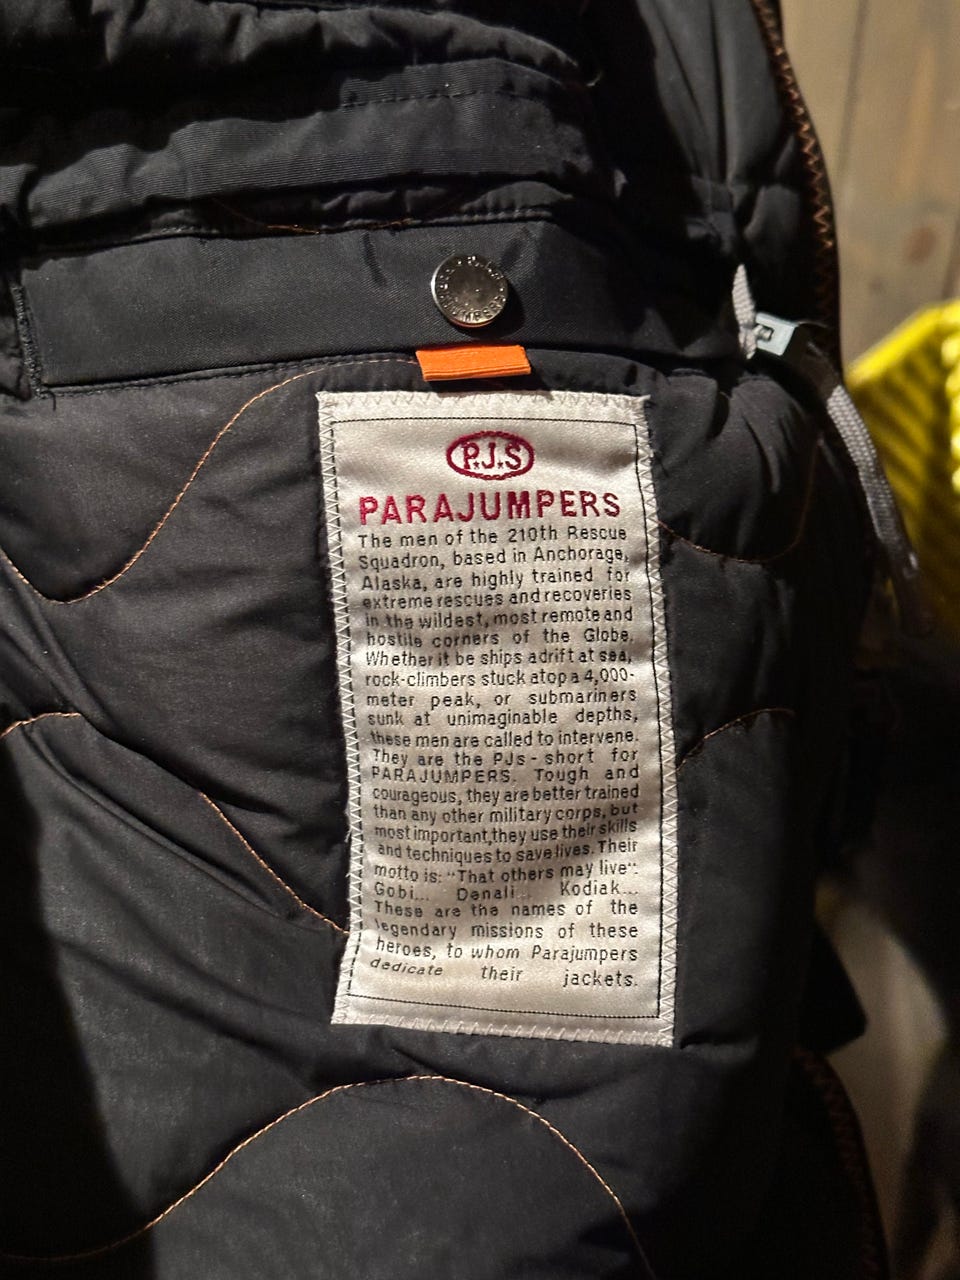 PARAJUMPERS
P.J.S
PARAJUMPERS
The men of the 210th Rescue
Squadron, based in Anchorage,
Alaska, are highly trained for
extreme rescues and recoveries
in the wildest, most remote and
hostile corners of the Globe.
Whether it be ships adrift at sea,
rock-climbers stuck atop a 4,000-
meter peak, or submariners
sunk at unimaginable depths,
these men are called to intervene.
They are the PJs - short for
PARAJUMPERS. Tough and
courageous, they are better trained
than any other military corps, but
most important, they use their skills
and techniques to save lives. Their
motto is: "That others may live".
Gobi... Denali... Kodiak...
These are the names of the
legendary missions of these
heroes, to whom Parajumpers
dedicate their jackets.